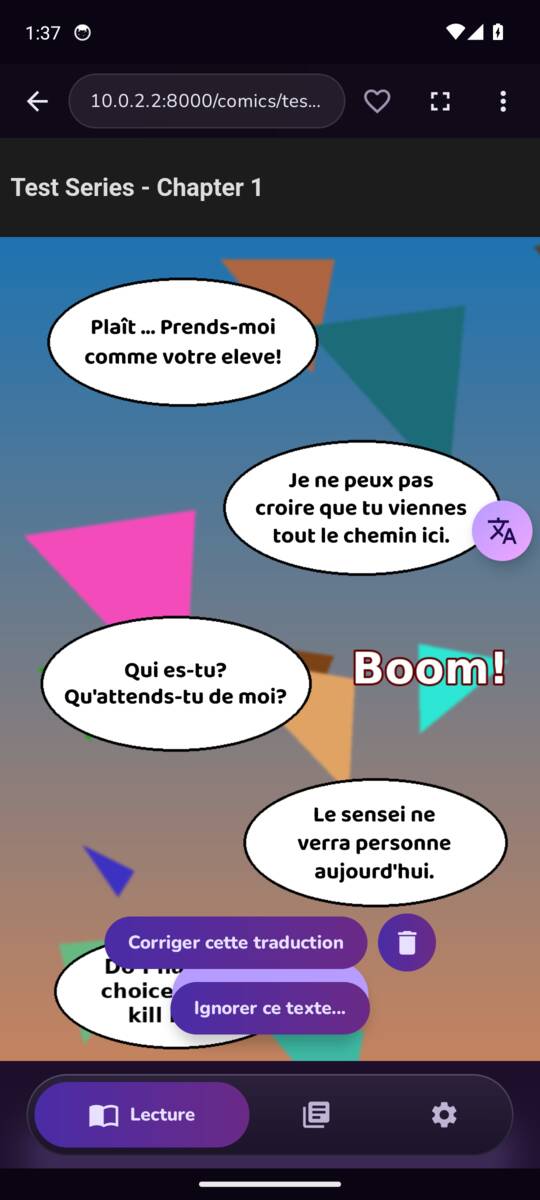 1:37
10.0.2.2:8000/comics/tes...
Test Series - Chapter 1
Plaît ... Prends-moi
comme votre eleve!
Je ne peux pas
croire que tu viennes
tout le chemin ici.
Qui es-tu?
Qu'attends-tu de moi?
Boom!
Le sensei ne
verra personne
aujourd'hui.
Corriger cette traduction
Do I
choice
kill
Ignorer ce texte...
Lecture